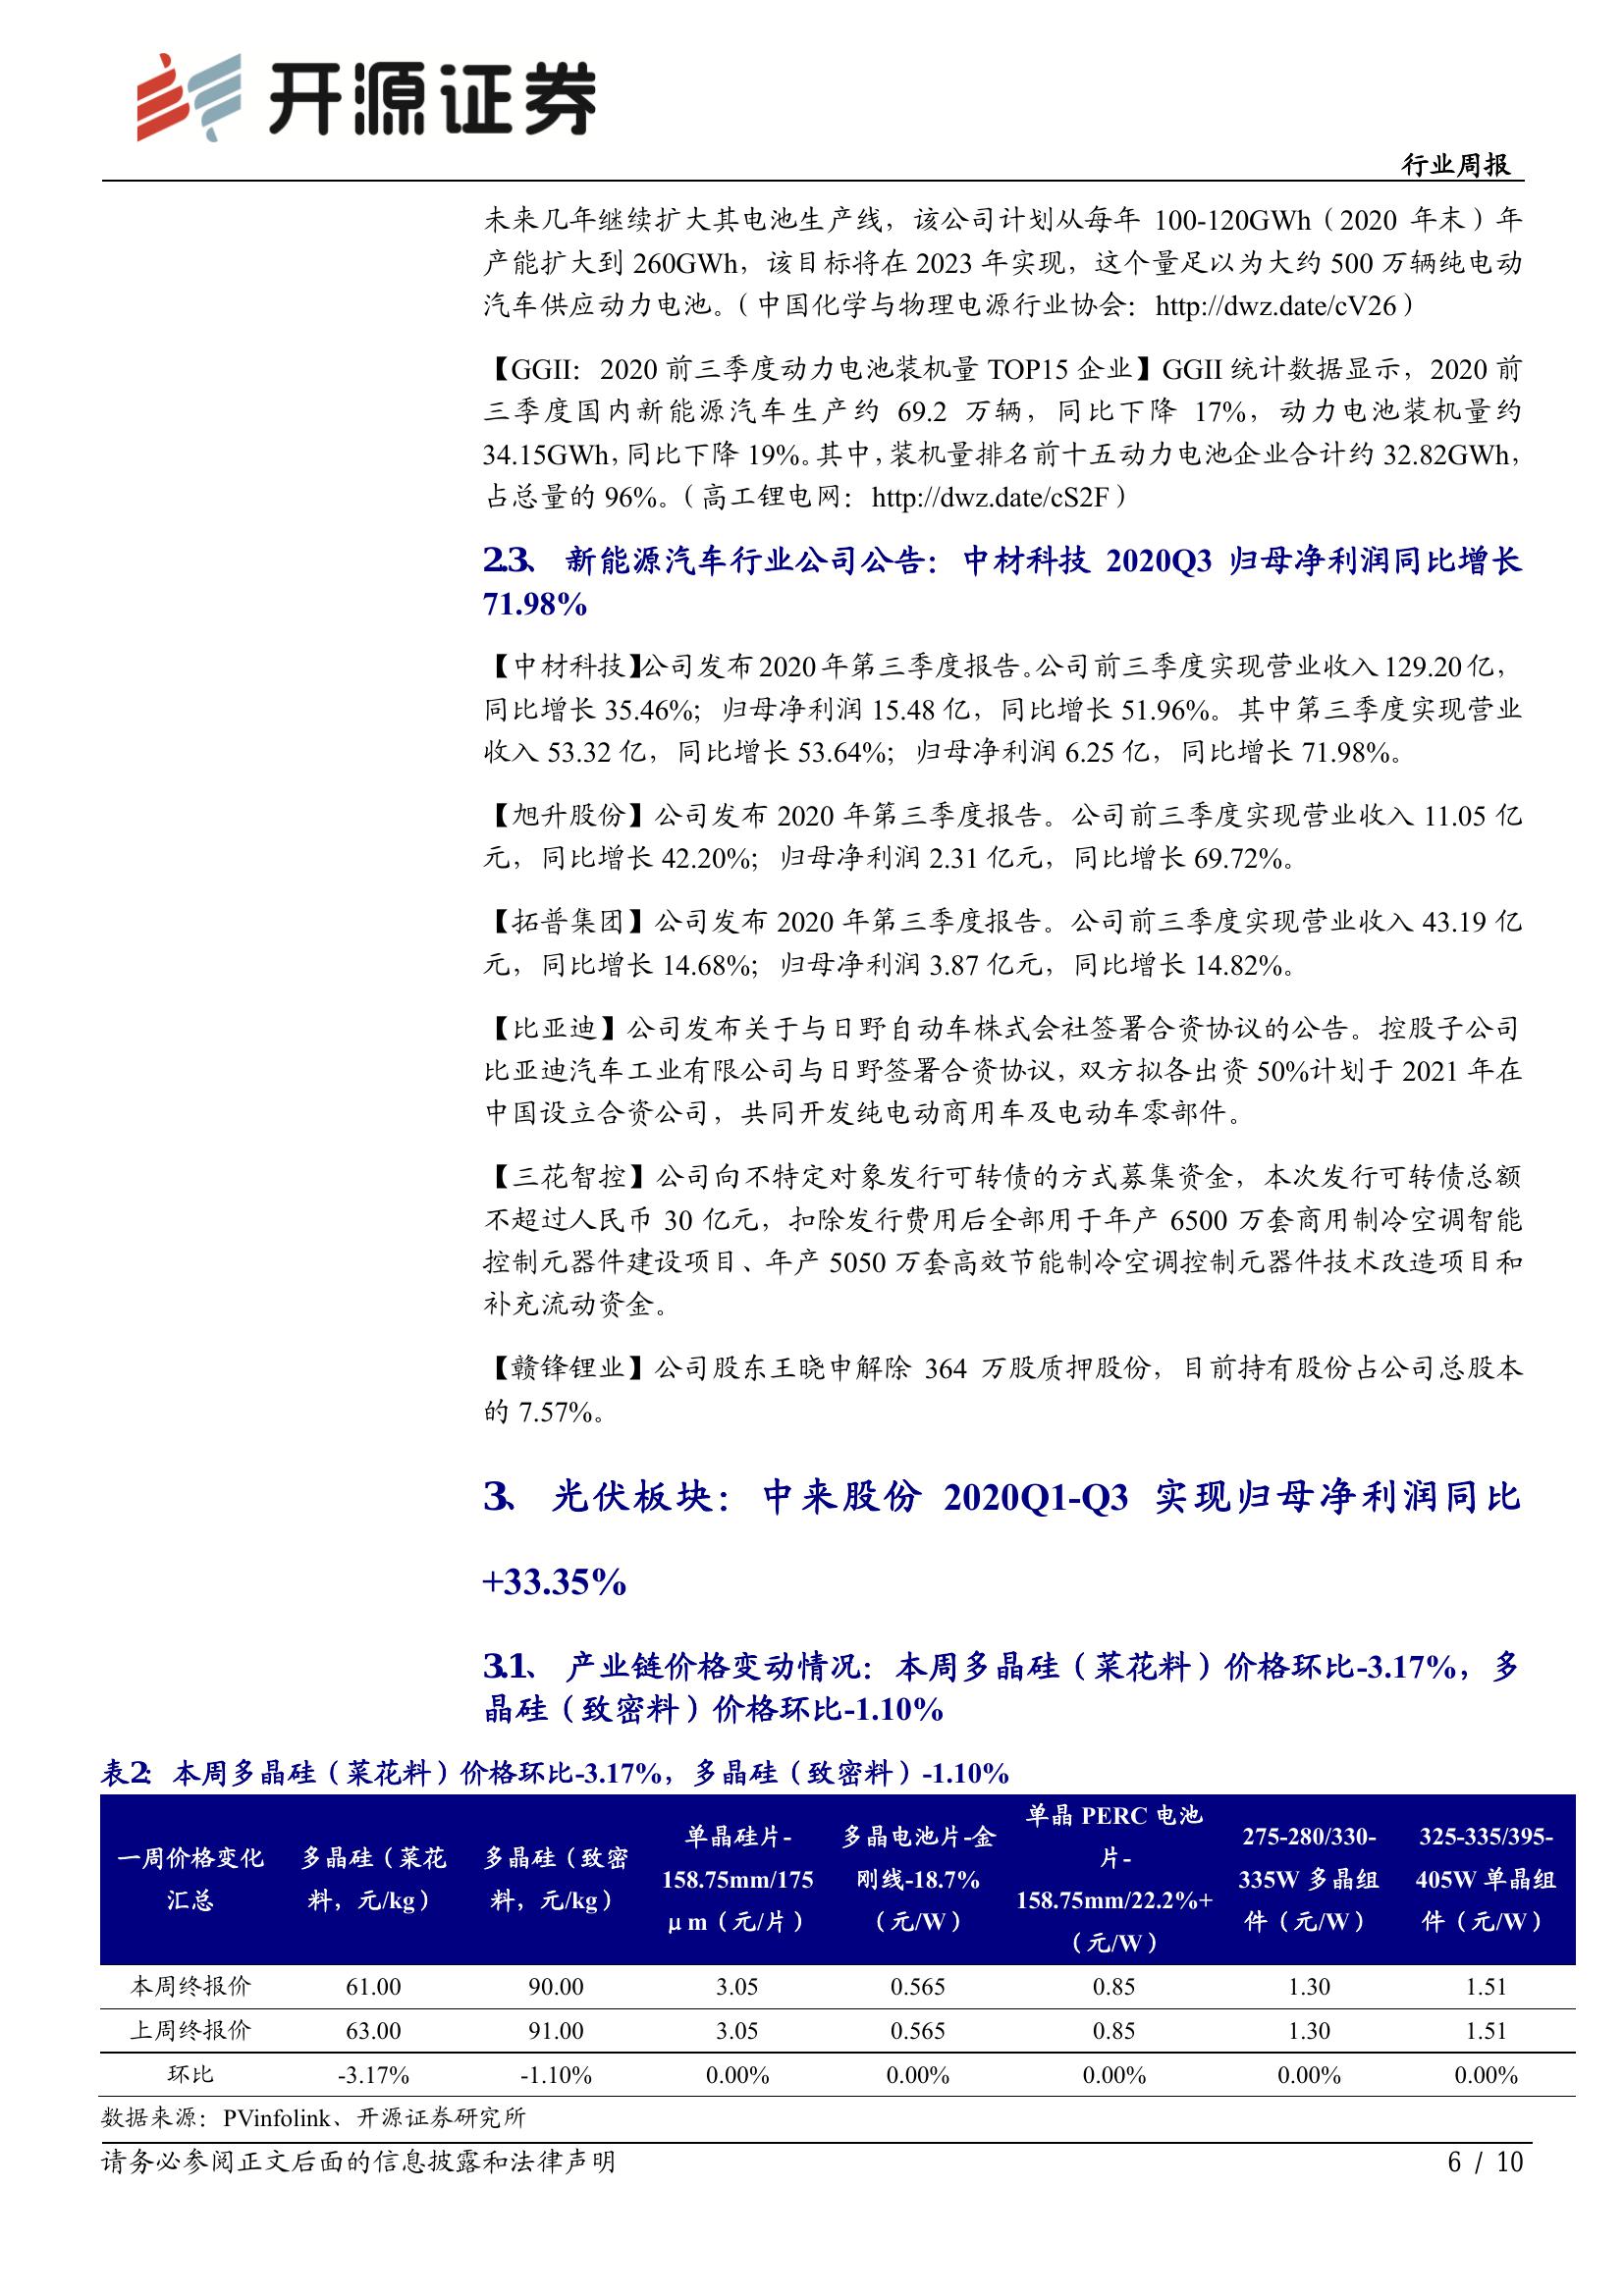 开源证券
行业周报
未来几年继续扩大其电池生产线，该公司计划从每年 100-120GWh（2020 年末）年
产能扩大到 260GWh，该目标将在 2023 年实现，这个量足以为大约 500 万辆纯电动
汽车供应动力电池。（中国化学与物理电源行业协会：http://dwz.date/cV26）
【GGII：2020 前三季度动力电池装机量 TOP15 企业】GGII 统计数据显示，2020 前
三季度国内新能源汽车生产约 69.2 万辆，同比下降 17%，动力电池装机量约
34.15GWh，同比下降 19%。其中，装机量排名前十五动力电池企业合计约 32.82GWh，
占总量的 96%。（高工锂电网：http://dwz.date/cS2F）
2.3、 新能源汽车行业公司公告：中材科技 2020Q3 归母净利润同比增长
71.98%
【中材科技】公司发布 2020 年第三季度报告。公司前三季度实现营业收入 129.20 亿，
同比增长 35.46%；归母净利润 15.48 亿，同比增长 51.96%。其中第三季度实现营业
收入 53.32 亿，同比增长 53.64%；归母净利润 6.25 亿，同比增长 71.98%。
【旭升股份】公司发布 2020 年第三季度报告。公司前三季度实现营业收入 11.05 亿
元，同比增长 42.20%；归母净利润 2.31 亿元，同比增长 69.72%。
【拓普集团】公司发布 2020 年第三季度报告。公司前三季度实现营业收入 43.19 亿
元，同比增长 14.68%；归母净利润 3.87 亿元，同比增长 14.82%。
【比亚迪】公司发布关于与日野自动车株式会社签署合资协议的公告。控股子公司
比亚迪汽车工业有限公司与日野签署合资协议，双方拟各出资 50%计划于 2021 年在
中国设立合资公司，共同开发纯电动商用车及电动车零部件。
【三花智控】公司向不特定对象发行可转债的方式募集资金，本次发行可转债总额
不超过人民币 30 亿元，扣除发行费用后全部用于年产 6500 万套商用制冷空调智能
控制元器件建设项目、年产 5050 万套高效节能制冷空调控制元器件技术改造项目和
补充流动资金。
【赣锋锂业】公司股东王晓申解除 364 万股质押股份，目前持有股份占公司总股本
的 7.57%。
3、 光伏板块：中来股份 2020Q1-Q3 实现归母净利润同比
+33.35%
3.1、 产业链价格变动情况：本周多晶硅（菜花料）价格环比-3.17%，多
晶硅（致密料）价格环比-1.10%
表2：本周多晶硅（菜花料）价格环比-3.17%，多晶硅（致密料）-1.10%
一周价格变化
汇总
多晶硅（菜花
料，元/kg）
多晶硅（致密
料，元/kg）
单晶硅片-
158.75mm/175
μm（元/片）
多晶电池片-金
刚线-18.7%
（元/W）
单晶 PERC 电池
片-
158.75mm/22.2%+
（元/W）
275-280/330-
335W 多晶组
件（元/W）
325-335/395-
405W 单晶组
件（元/W）
本周终报价 61.00 90.00 3.05 0.565 0.85 1.30 1.51
上周终报价 63.00 91.00 3.05 0.565 0.85 1.30 1.51
环比 -3.17% -1.10% 0.00% 0.00% 0.00% 0.00% 0.00%
数据来源：PVinfolink、开源证券研究所
请务必参阅正文后面的信息披露和法律声明 6 / 10